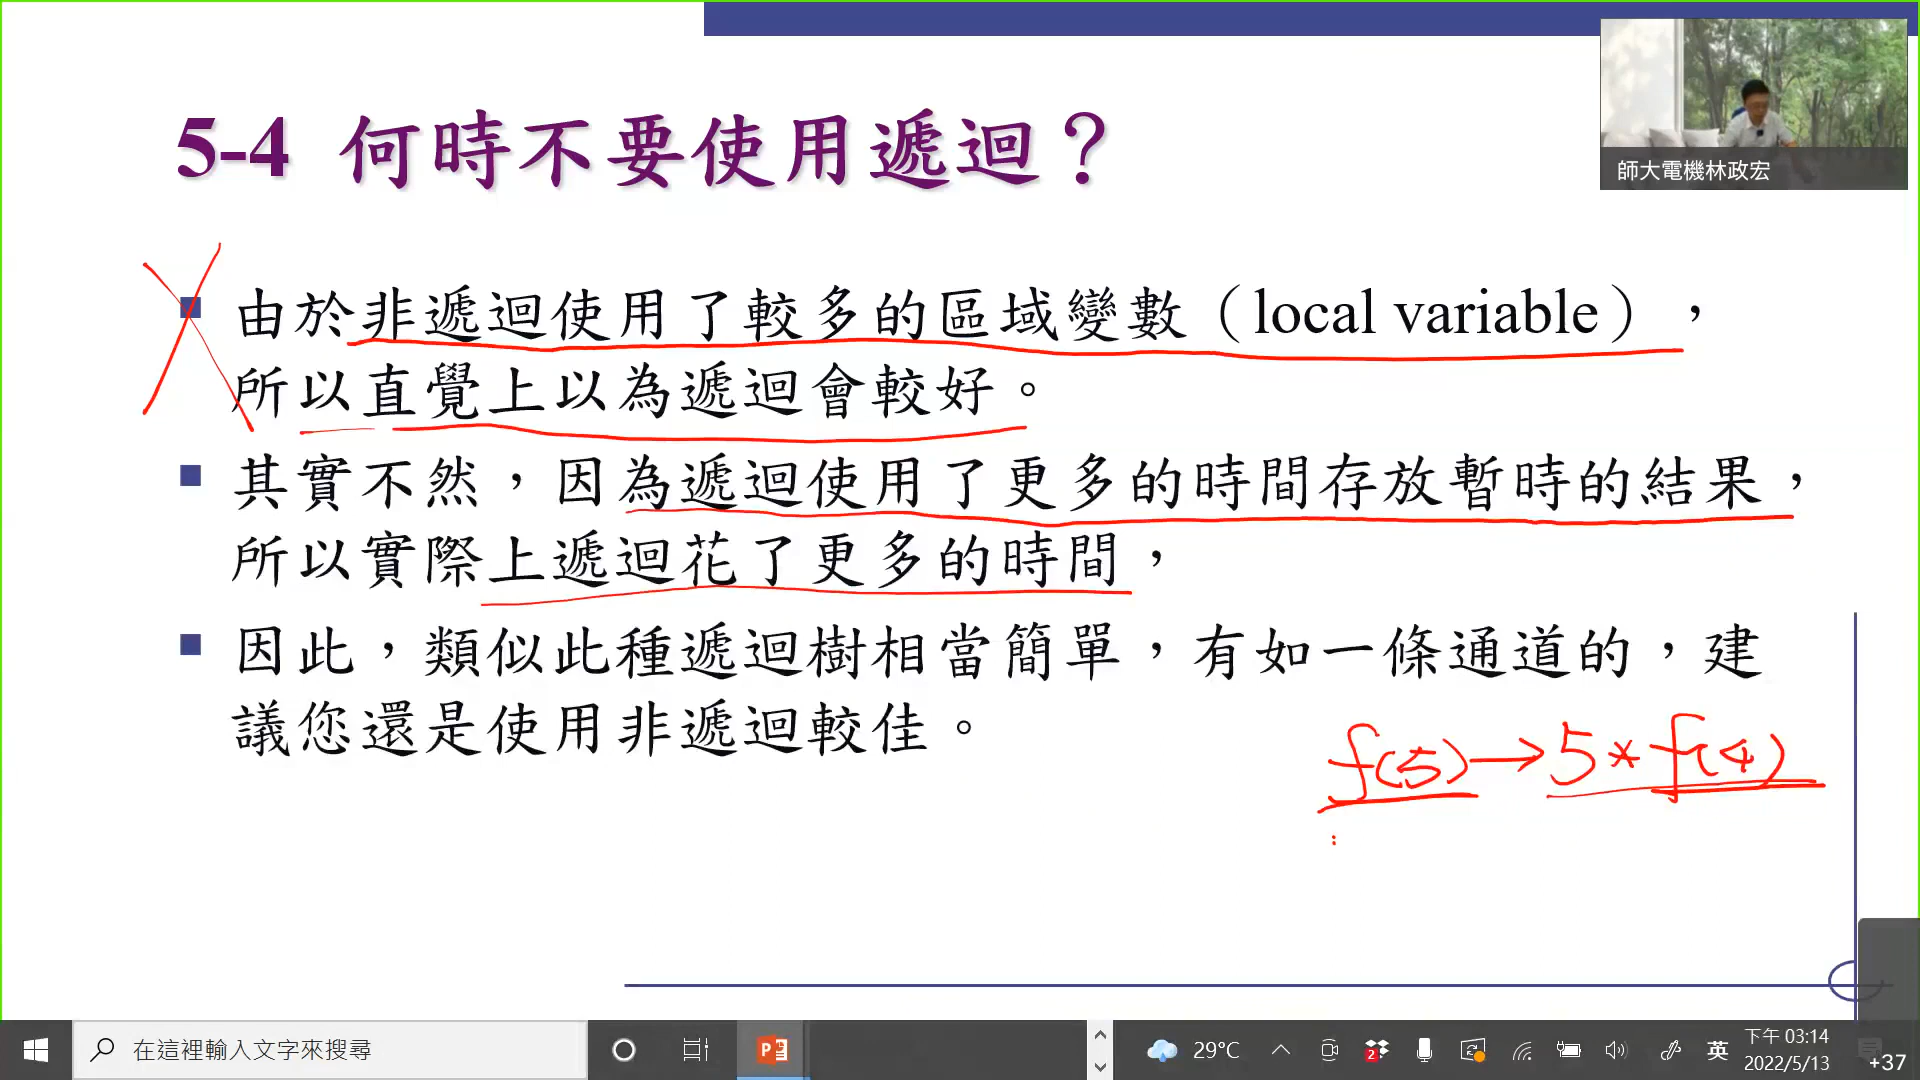 師大電機林政宏
5-4 何時不要使用遞迴？
由於非遞迴使用了較多的區域變數（local variable），
所以直覺上以為遞迴會較好。
其實不然，因為遞迴使用了更多的時間存放暫時的結果，
所以實際上遞迴花了更多的時間，
因此，類似此種遞迴樹相當簡單，有如一條通道的，建
議您還是使用非遞迴較佳。
f(5)→5*f(4)
在這裡輸入文字來搜尋
29°C
2
英
下午 03:14
2022/5/13
+37